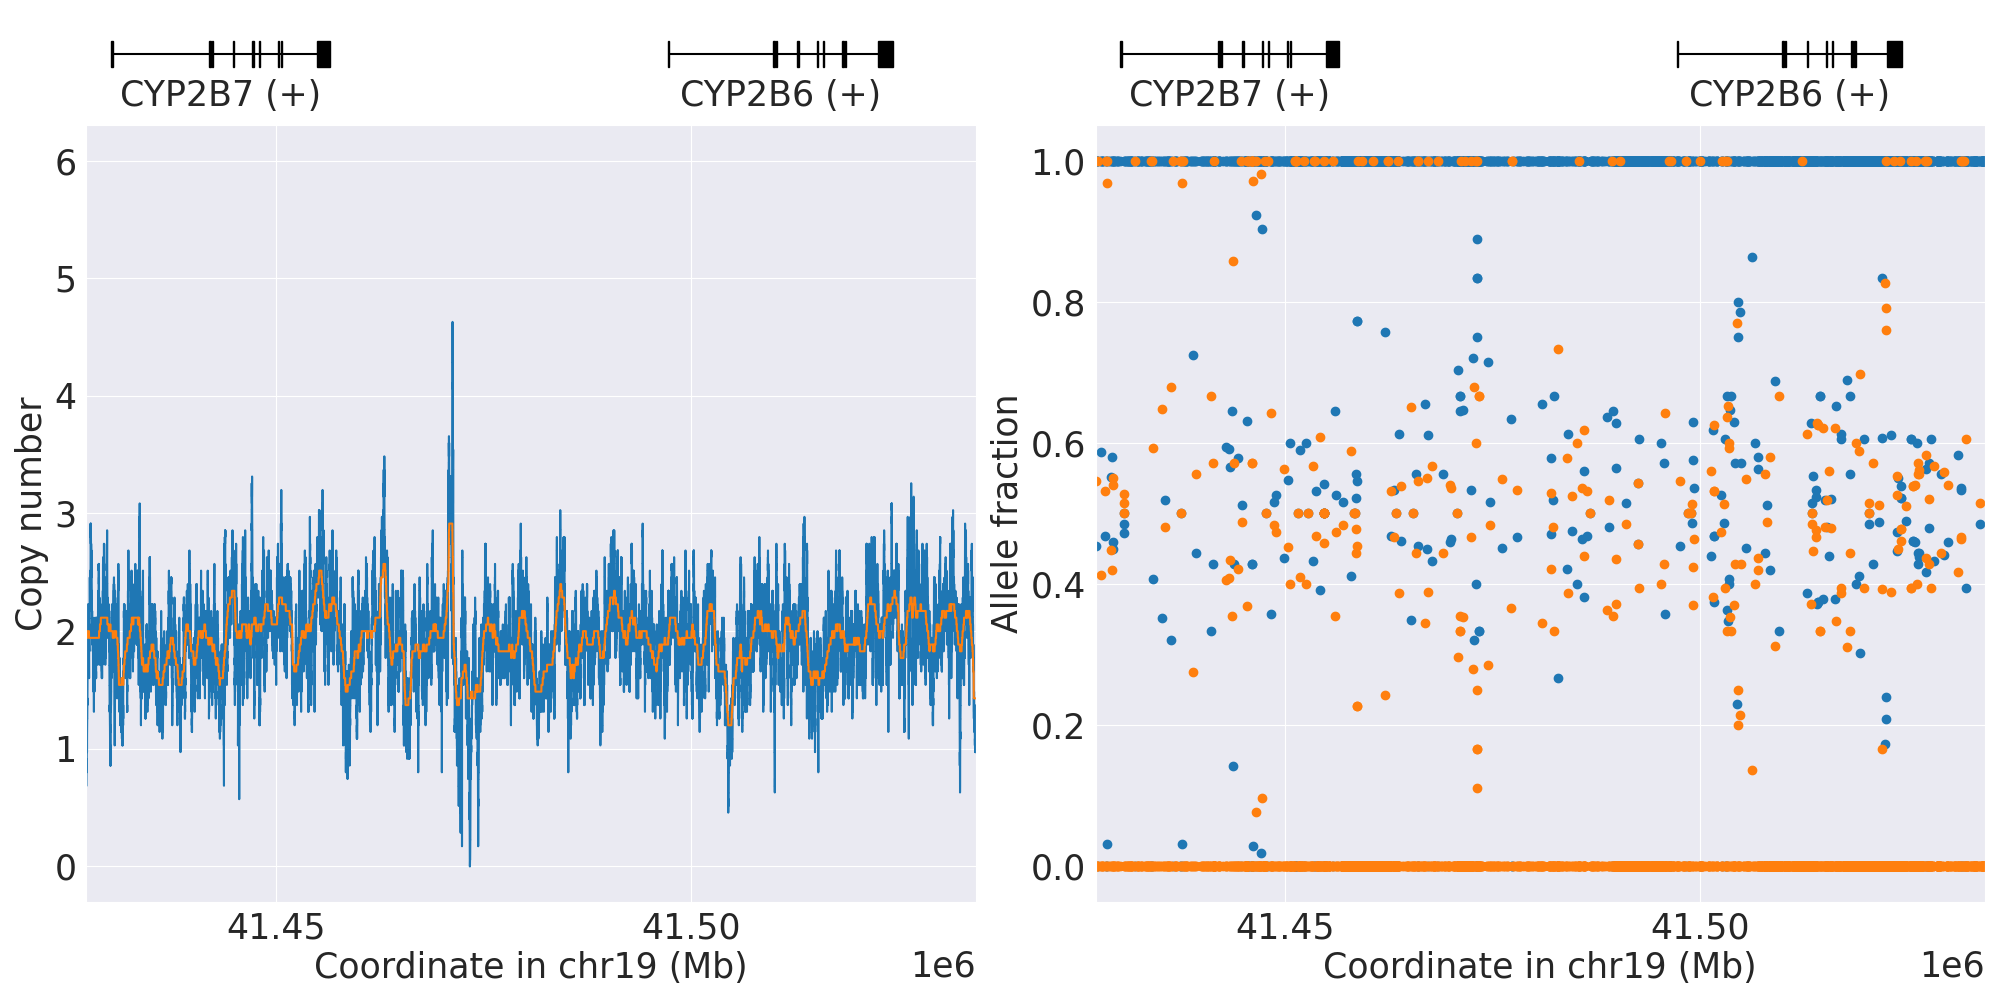 CYP2B7 (+)
CYP2B6 (+)
CYP2B7 (+)
CYP2B6 (+)
6
5
4
3
2
1
0
Copy number
41.45
41.50
Coordinate in chr19 (Mb)
1e6
1.0
0.8
0.6
0.4
0.2
0.0
Allele fraction
41.45
41.50
Coordinate in chr19 (Mb)
1e6